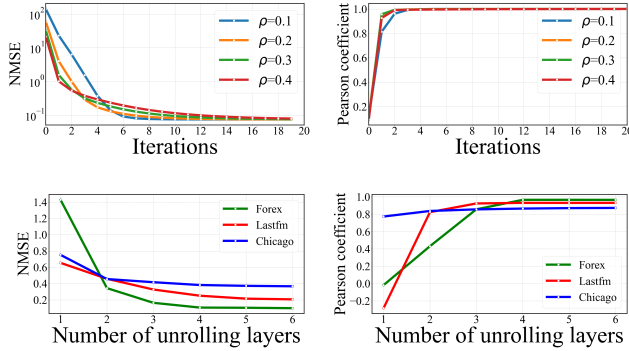 NMSE
10²
10¹
10⁰
10⁻¹
0 2 4 6 8 10 12 14 16 18 20
Iterations
ρ=0.1
ρ=0.2
ρ=0.3
ρ=0.4
Pearson coefficient
1.0
0.8
0.6
0.4
0.2
0 2 4 6 8 10 12 14 16 18 20
Iterations
ρ=0.1
ρ=0.2
ρ=0.3
ρ=0.4
NMSE
1.4
1.2
1.0
0.8
0.6
0.4
0.2
1 2 3 4 5 6
Number of unrolling layers
Forex
Lastfm
Chicago
Pearson coefficient
1.0
0.8
0.6
0.4
0.2
0.0
−0.2
1 2 3 4 5 6
Number of unrolling layers
Forex
Lastfm
Chicago